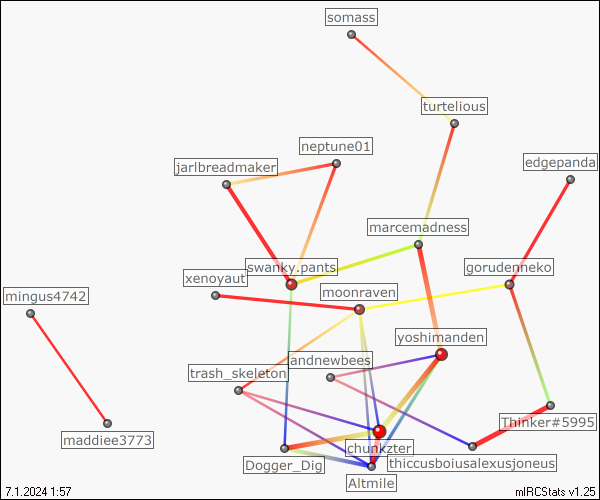 somass
turtelious
neptune01
edgepanda
jarlbreadmaker
marcemadness
swanky.pants
gorudenneko
xenoyaut
moonraven
mingus4742
yoshimanden
andnewbees
trash_skeleton
Thinker#5995
maddiee3773
chunkzter
Dogger_Dig
thiccusboiusalexusjoneus
Altmile
7.1.2024 1:57
mIRCStats v1.25